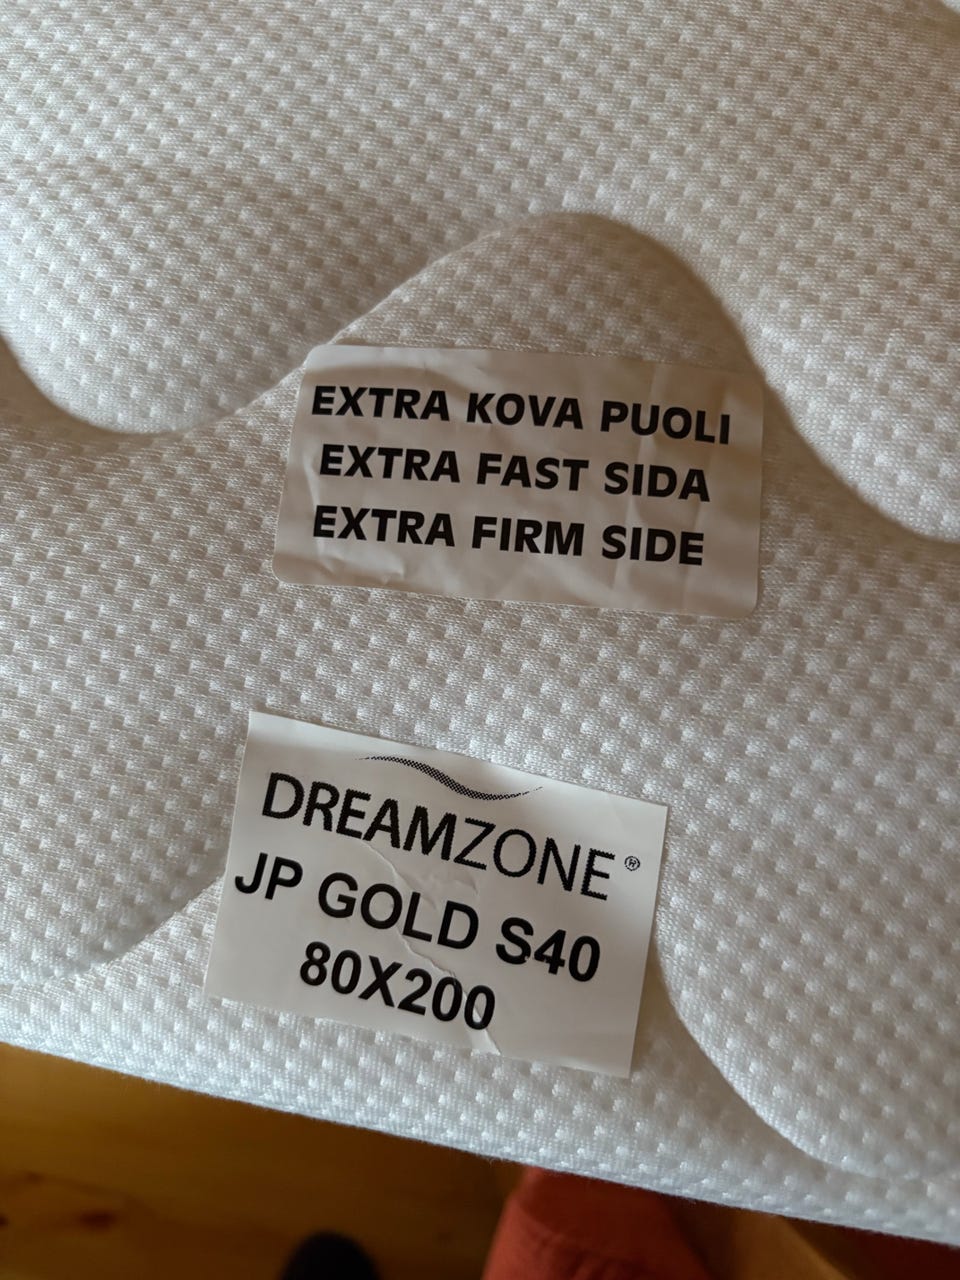 EXTRA KOVA PUOLI
EXTRA FAST SIDA
EXTRA FIRM SIDE
DREAMZONE®
JP GOLD S40
80X200